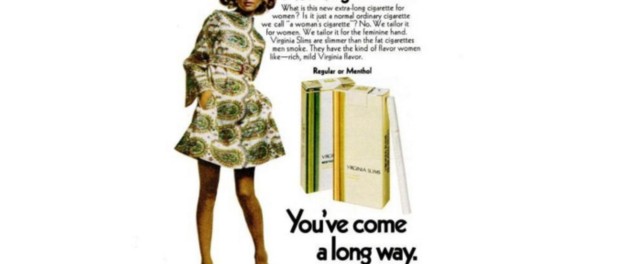 What is this new extra-long cigarette for
women? Is it just a normal ordinary cigarette
we call "a woman's cigarette"? No. We tailor it
for women. We tailor it for the feminine hand.
Virginia Slims are slimmer than the fat cigarettes
men smoke. They have the kind of flavor women
like—rich, mild Virginia flavor.
Regular or Menthol
VIRGINIA SLIMS
You've come
a long way.